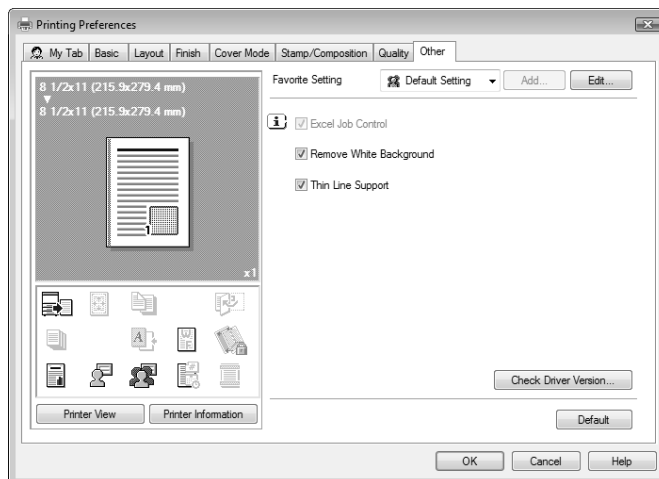 Printing Preferences
My Tab Basic Layout Finish Cover Mode Stamp/Composition Quality Other
8 1/2x11 (215.9x279.4 mm)
8 1/2x11 (215.9x279.4 mm)
1
x1
Printer View Printer Information
Favorite Setting Default Setting Add... Edit...
Excel Job Control
Remove White Background
Thin Line Support
Check Driver Version...
Default
OK Cancel Help